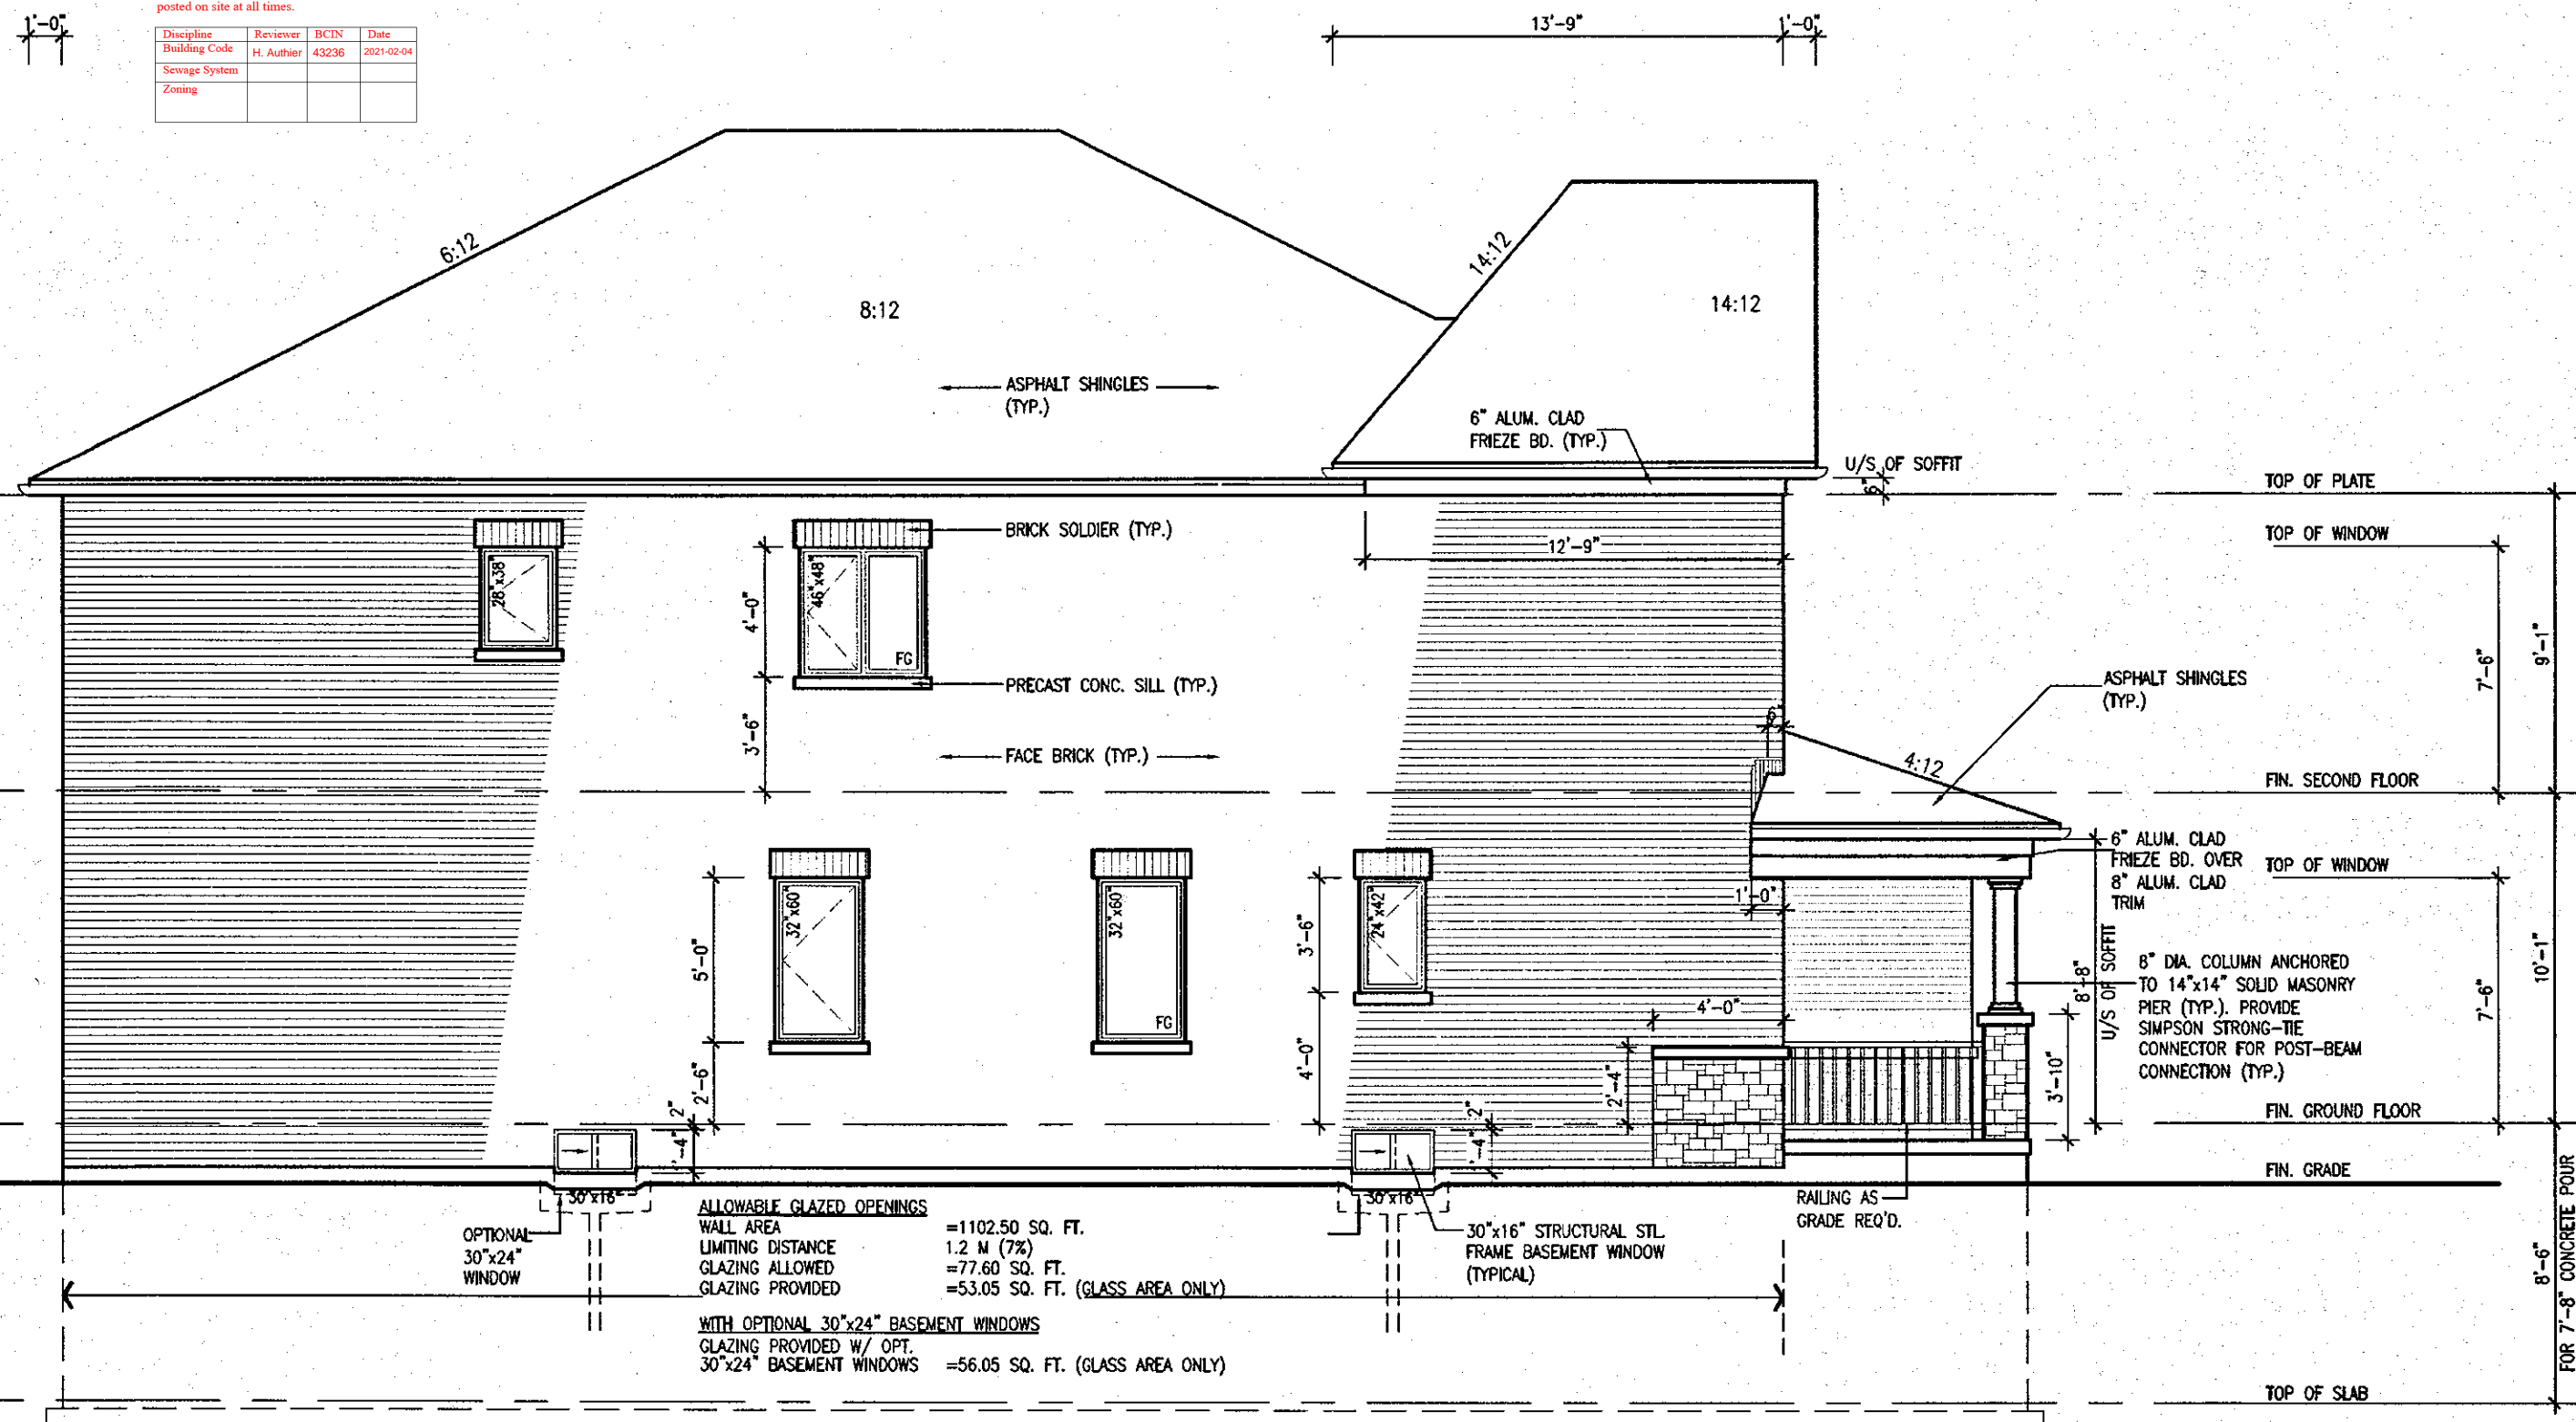 posted on site at all times.
Discipline Reviewer BCIN Date
Building Code H. Authier 43236 2021-02-04
Sewage System
Zoning
1'-0"
13'-9"
1'-0"
6:12
8:12
14:12
14:12
ASPHALT SHINGLES
(TYP.)
6" ALUM. CLAD
FRIEZE BD. (TYP.)
U/S OF SOFFIT
6"
TOP OF PLATE
BRICK SOLDIER (TYP.)
TOP OF WINDOW
12'-9"
28"x38"
46"x48"
FG
4'-0"
PRECAST CONC. SILL (TYP.)
3'-6"
FACE BRICK (TYP.)
6"
4:12
ASPHALT SHINGLES
(TYP.)
7'-6"
9'-1"
FIN. SECOND FLOOR
6" ALUM. CLAD
FRIEZE BD. OVER
8" ALUM. CLAD
TRIM
TOP OF WINDOW
32"x60"
32"x60"
FG
24"x42"
5'-0"
2'-6"
3'-6"
4'-0"
1'-0"
4'-0"
2'-4"
3'-10"
8'-8"
U/S OF SOFFIT
8" DIA. COLUMN ANCHORED
TO 14"x14" SOLID MASONRY
PIER (TYP.). PROVIDE
SIMPSON STRONG-TIE
CONNECTOR FOR POST-BEAM
CONNECTION (TYP.)
7'-6"
10'-1"
FIN. GROUND FLOOR
2"
2"
FIN. GRADE
30"x16"
30"x16"
OPTIONAL
30"x24"
WINDOW
ALLOWABLE GLAZED OPENINGS
WALL AREA =1102.50 SQ. FT.
LIMITING DISTANCE 1.2 M (7%)
GLAZING ALLOWED =77.60 SQ. FT.
GLAZING PROVIDED =53.05 SQ. FT. (GLASS AREA ONLY)
WITH OPTIONAL 30"x24" BASEMENT WINDOWS
GLAZING PROVIDED W/ OPT.
30"x24" BASEMENT WINDOWS =56.05 SQ. FT. (GLASS AREA ONLY)
30"x16" STRUCTURAL STL
FRAME BASEMENT WINDOW
(TYPICAL)
RAILING AS
GRADE REQ'D.
8'-6"
FOR 7'-8" CONCRETE POUR
TOP OF SLAB